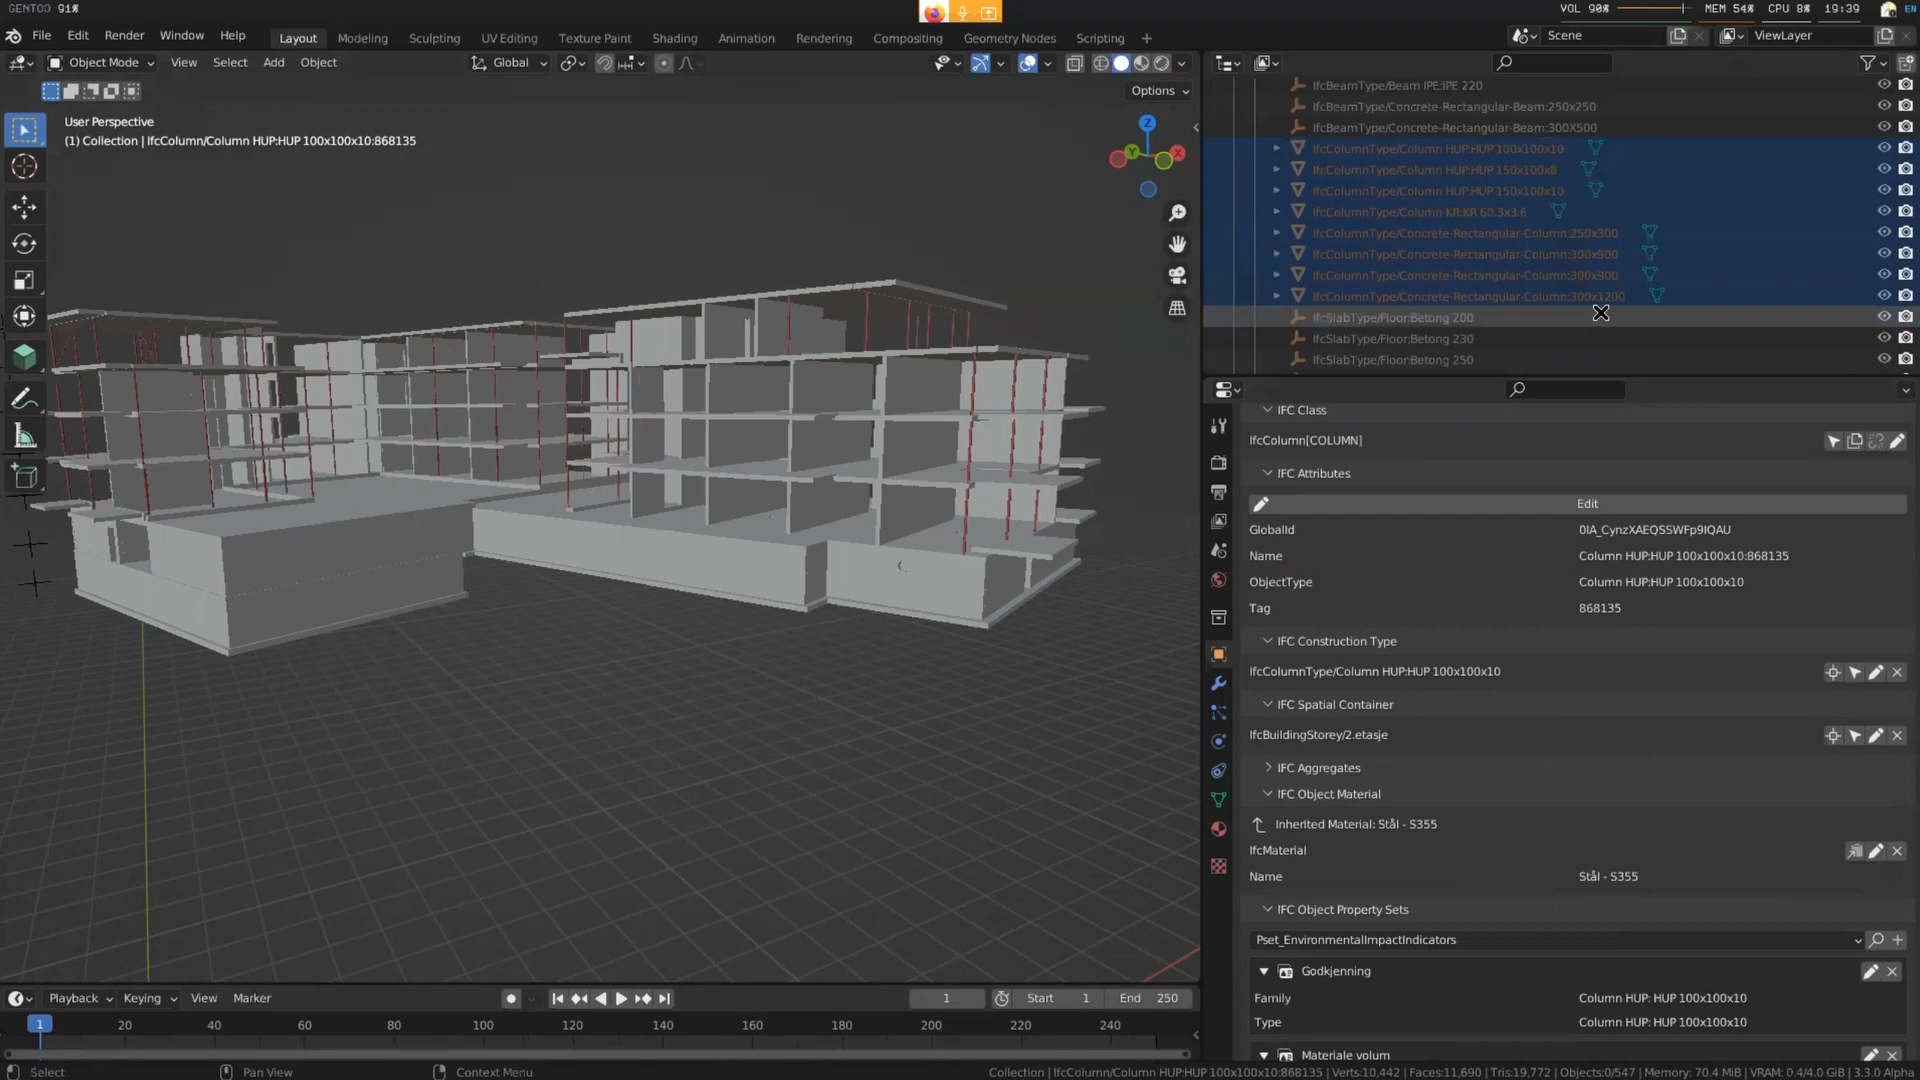 GENTOO 91%
VOL 90%
MEM 54%
CPU 8%
19:39
EN
File Edit Render Window Help
Layout Modeling Sculpting UV Editing Texture Paint Shading Animation Rendering Compositing Geometry Nodes Scripting +
Scene
ViewLayer
Object Mode View Select Add Object
Global
Options
User Perspective
(1) Collection | IfcColumn/Column HUP:HUP 100x100x10:868135
Z
Y
X
IfcBeamType/Beam IPE:IPE 220
IfcBeamType/Concrete-Rectangular-Beam:250x250
IfcBeamType/Concrete-Rectangular-Beam:300X500
IfcColumnType/Column HUP:HUP 100x100x10
IfcColumnType/Column HUP:HUP 150x100x8
IfcColumnType/Column HUP:HUP 150x100x10
IfcColumnType/Column KR:KR 60.3x3.6
IfcColumnType/Concrete-Rectangular-Column:250x300
IfcColumnType/Concrete-Rectangular-Column:
IfcColumnType/Concrete-Rectangular-Column:
IfcColumnType/Concrete-Rectangular-Column:300x1200
IfcSlabType/Floor:Betong 200
IfcSlabType/Floor:Betong 230
IfcSlabType/Floor:Betong 250
IFC Class
IfcColumn[COLUMN]
IFC Attributes
Edit
GlobalId 0IA_CynzXAEQSSWFp9IQAU
Name Column HUP:HUP 100x100x10:868135
ObjectType Column HUP:HUP 100x100x10
Tag 868135
IFC Construction Type
IfcColumnType/Column HUP:HUP 100x100x10
IFC Spatial Container
IfcBuildingStorey/2.etasje
IFC Aggregates
IFC Object Material
Inherited Material: Stål - S355
IfcMaterial
Name Stål - S355
IFC Object Property Sets
Pset_EnvironmentalImpactIndicators
Godkjenning
Family Column HUP: HUP 100x100x10
Type Column HUP: HUP 100x100x10
Materiale volum
Playback Keying View Marker
1
Start 1
End 250
1 20 40 60 80 100 120 140 160 180 200 220 240
Select
Pan View
Context Menu
Collection | IfcColumn/Column HUP:HUP 100x100x10:868135 | Verts:10,442 | Faces:11,690 | Tris:19,772 | Objects:0/547 | Memory: 70.4 MiB | VRAM: 0.4/4.0 GiB | 3.3.0 Alpha